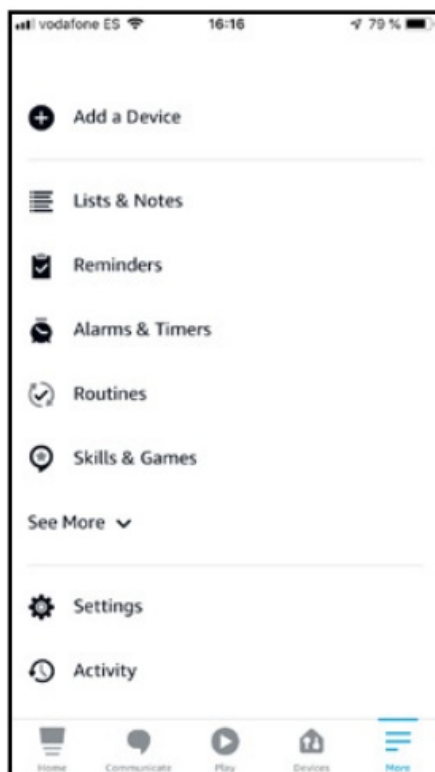 vodafone ES 16:16 79 %
Add a Device
Lists & Notes
Reminders
Alarms & Timers
Routines
Skills & Games
See More
Settings
Activity
Home Communicate Play Devices More